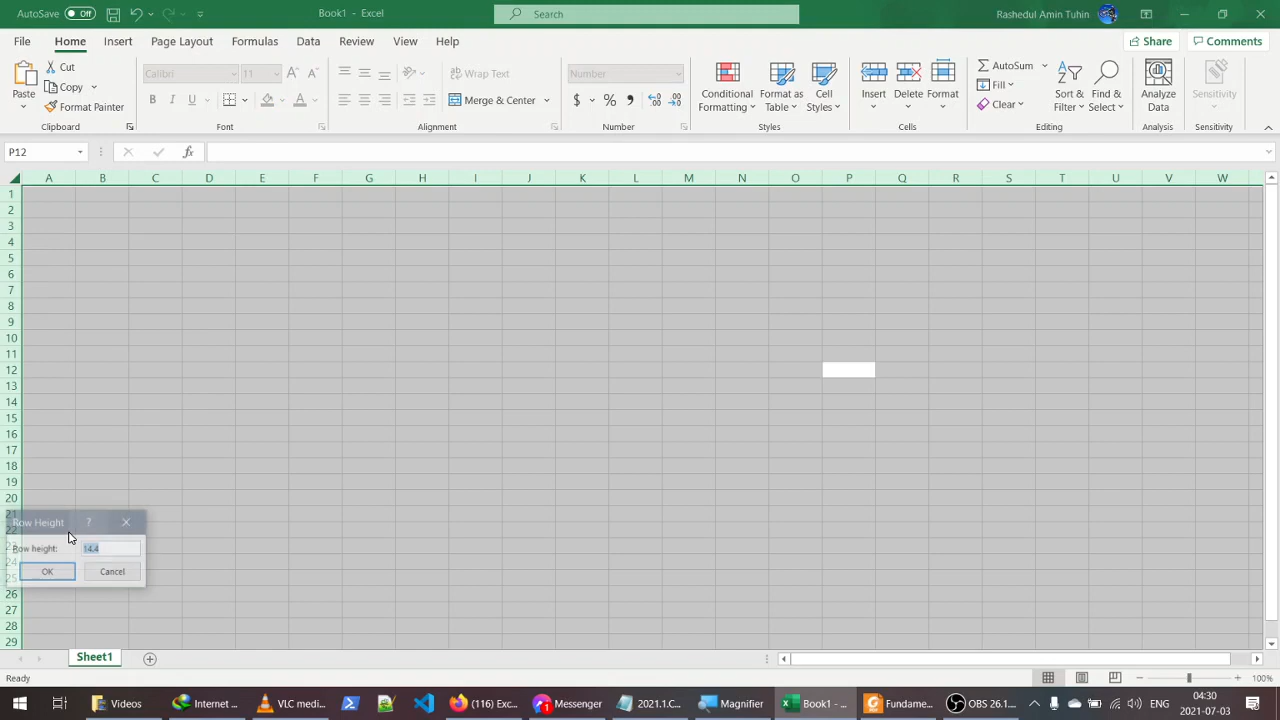 AutoSave Off Book1 - Excel Search Rashedul Amin Tuhin
File Home Insert Page Layout Formulas Data Review View Help Share Comments
Paste Cut Copy Format Painter
Calibri 11 B I U A
Wrap Text Merge & Center
Number $ % ,
Conditional Formatting Format as Table Cell Styles
Insert Delete Format
AutoSum Fill Clear Sort & Filter Find & Select
Analyze Data Sensitivity
Clipboard Font Alignment Number Styles Cells Editing Analysis Sensitivity
P12 fx
A B C D E F G H I J K L M N O P Q R S T U V W
1
2
3
4
5
6
7
8
9
10
11
12
13
14
15
16
17
18
19
20
21
22
23
24
25
26
27
28
29
Row Height ?
Row height: 14.4
OK Cancel
Sheet1
Ready 100%
Videos Internet ... VLC medi... (116) Exc... Messenger 2021.1.C... Magnifier Book1 - ... Fundame... OBS 26.1... 04:30
2021-07-03